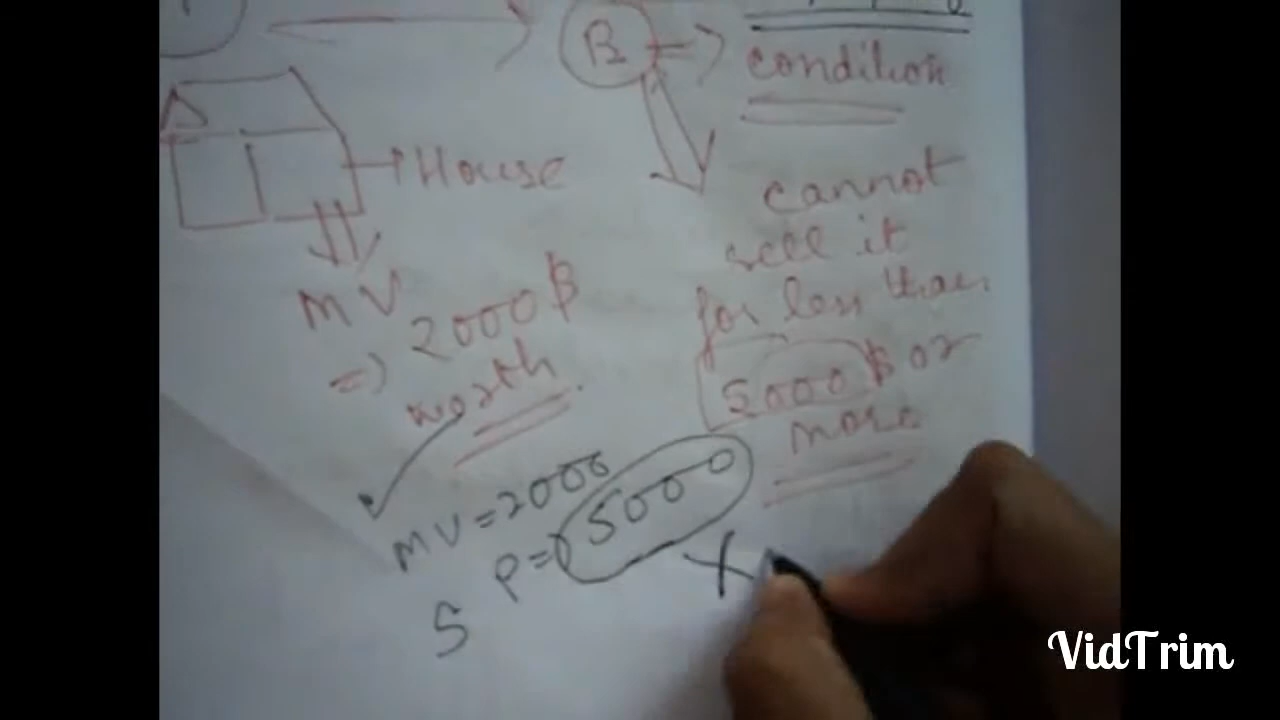 B
condition
House
cannot
sell it
for less than
5000 $ or
more
MV
=> 2000 $
worth
MV = 2000
SP = 5000
X
VidTrim